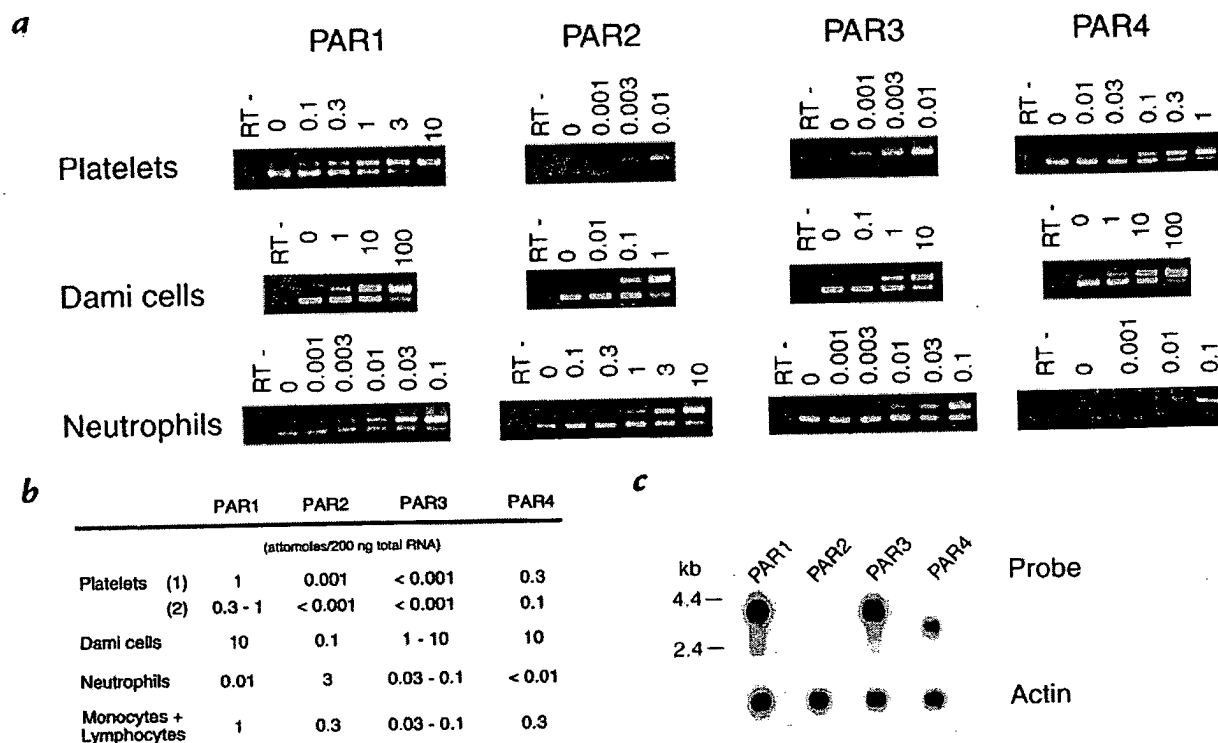 a
PAR1 PAR2 PAR3 PAR4
RT - 0 0.1 0.3 1 3 10
RT - 0 0.001 0.003 0.01
RT - 0 0.001 0.003 0.01
RT - 0 0.01 0.03 0.1 0.3 1
Platelets
RT - 0 1 10 100
RT - 0 0.01 0.1 1
RT - 0 0.1 1 10
RT - 0 1 10 100
Dami cells
RT - 0 0.001 0.003 0.01 0.03 0.1
RT - 0 0.1 0.3 1 3 10
RT - 0 0.001 0.003 0.01 0.03 0.1
RT - 0 0.001 0.01 0.1
Neutrophils
b
PAR1 PAR2 PAR3 PAR4
(attomoles/200 ng total RNA)
Platelets (1) 1 0.001 < 0.001 0.3
(2) 0.3 - 1 < 0.001 < 0.001 0.1
Dami cells 10 0.1 1 - 10 10
Neutrophils 0.01 3 0.03 - 0.1 < 0.01
Monocytes +
Lymphocytes 1 0.3 0.03 - 0.1 0.3
c
PAR1 PAR2 PAR3 PAR4 Probe
kb
4.4
2.4
Actin